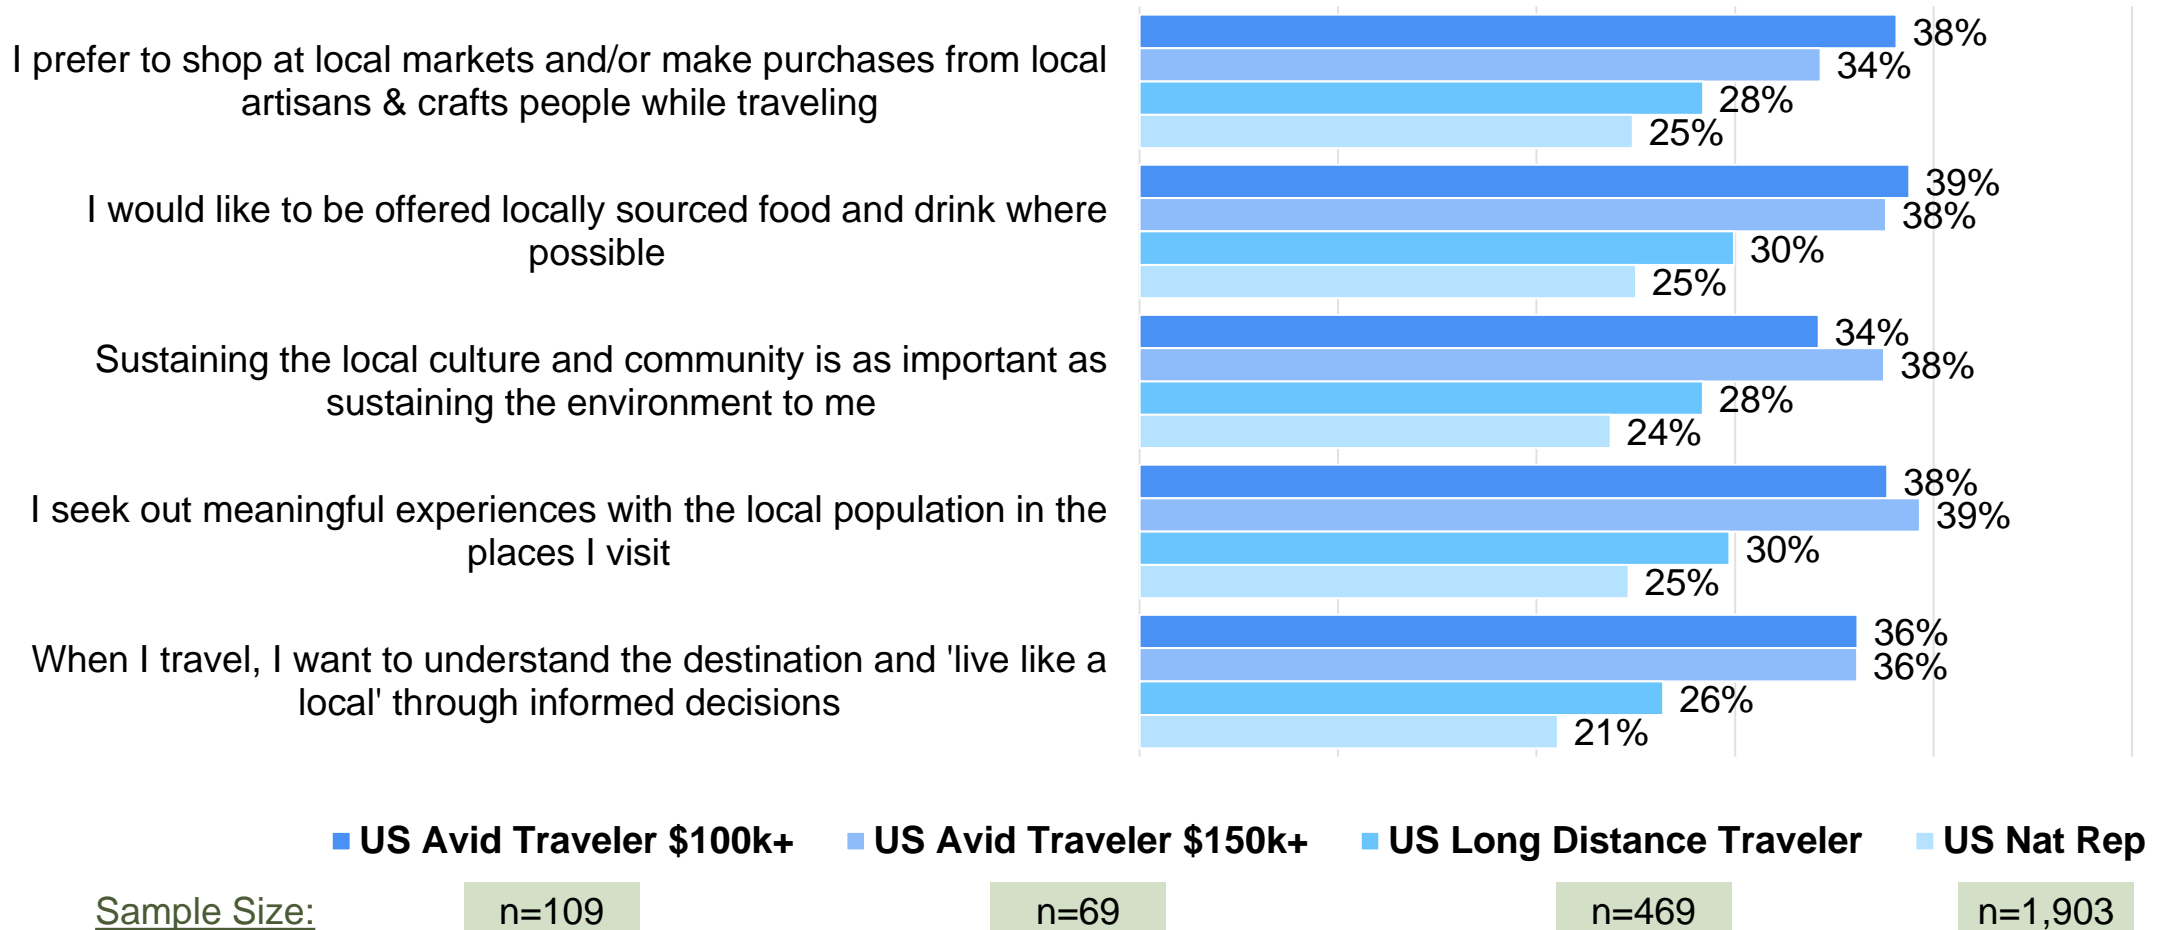 I prefer to shop at local markets and/or make purchases from local
artisans & crafts people while traveling
38%
34%
28%
25%
I would like to be offered locally sourced food and drink where
possible
39%
38%
30%
25%
Sustaining the local culture and community is as important as
sustaining the environment to me
34%
38%
28%
24%
I seek out meaningful experiences with the local population in the
places I visit
38%
39%
30%
25%
When I travel, I want to understand the destination and 'live like a
local' through informed decisions
36%
36%
26%
21%
US Avid Traveler $100k+ US Avid Traveler $150k+ US Long Distance Traveler US Nat Rep
Sample Size: n=109 n=69 n=469 n=1,903